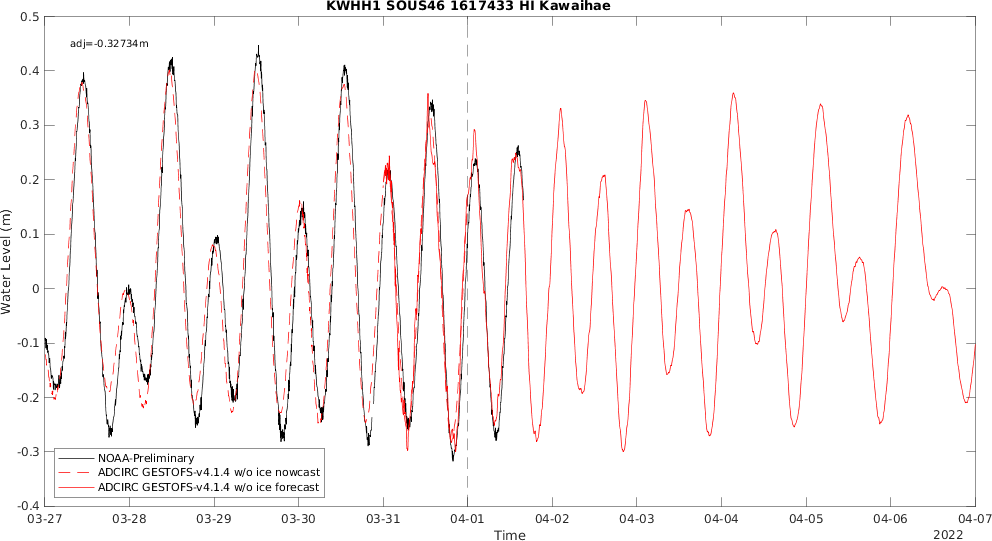 KWHH1 SOUS46 1617433 HI Kawaihae
adj=-0.32734m
0.5
0.4
0.3
0.2
0.1
0
-0.1
-0.2
-0.3
-0.4
Water Level (m)
NOAA-Preliminary
ADCIRC GESTOFS-v4.1.4 w/o ice nowcast
ADCIRC GESTOFS-v4.1.4 w/o ice forecast
03-27 03-28 03-29 03-30 03-31 04-01 04-02 04-03 04-04 04-05 04-06 04-07
Time
2022